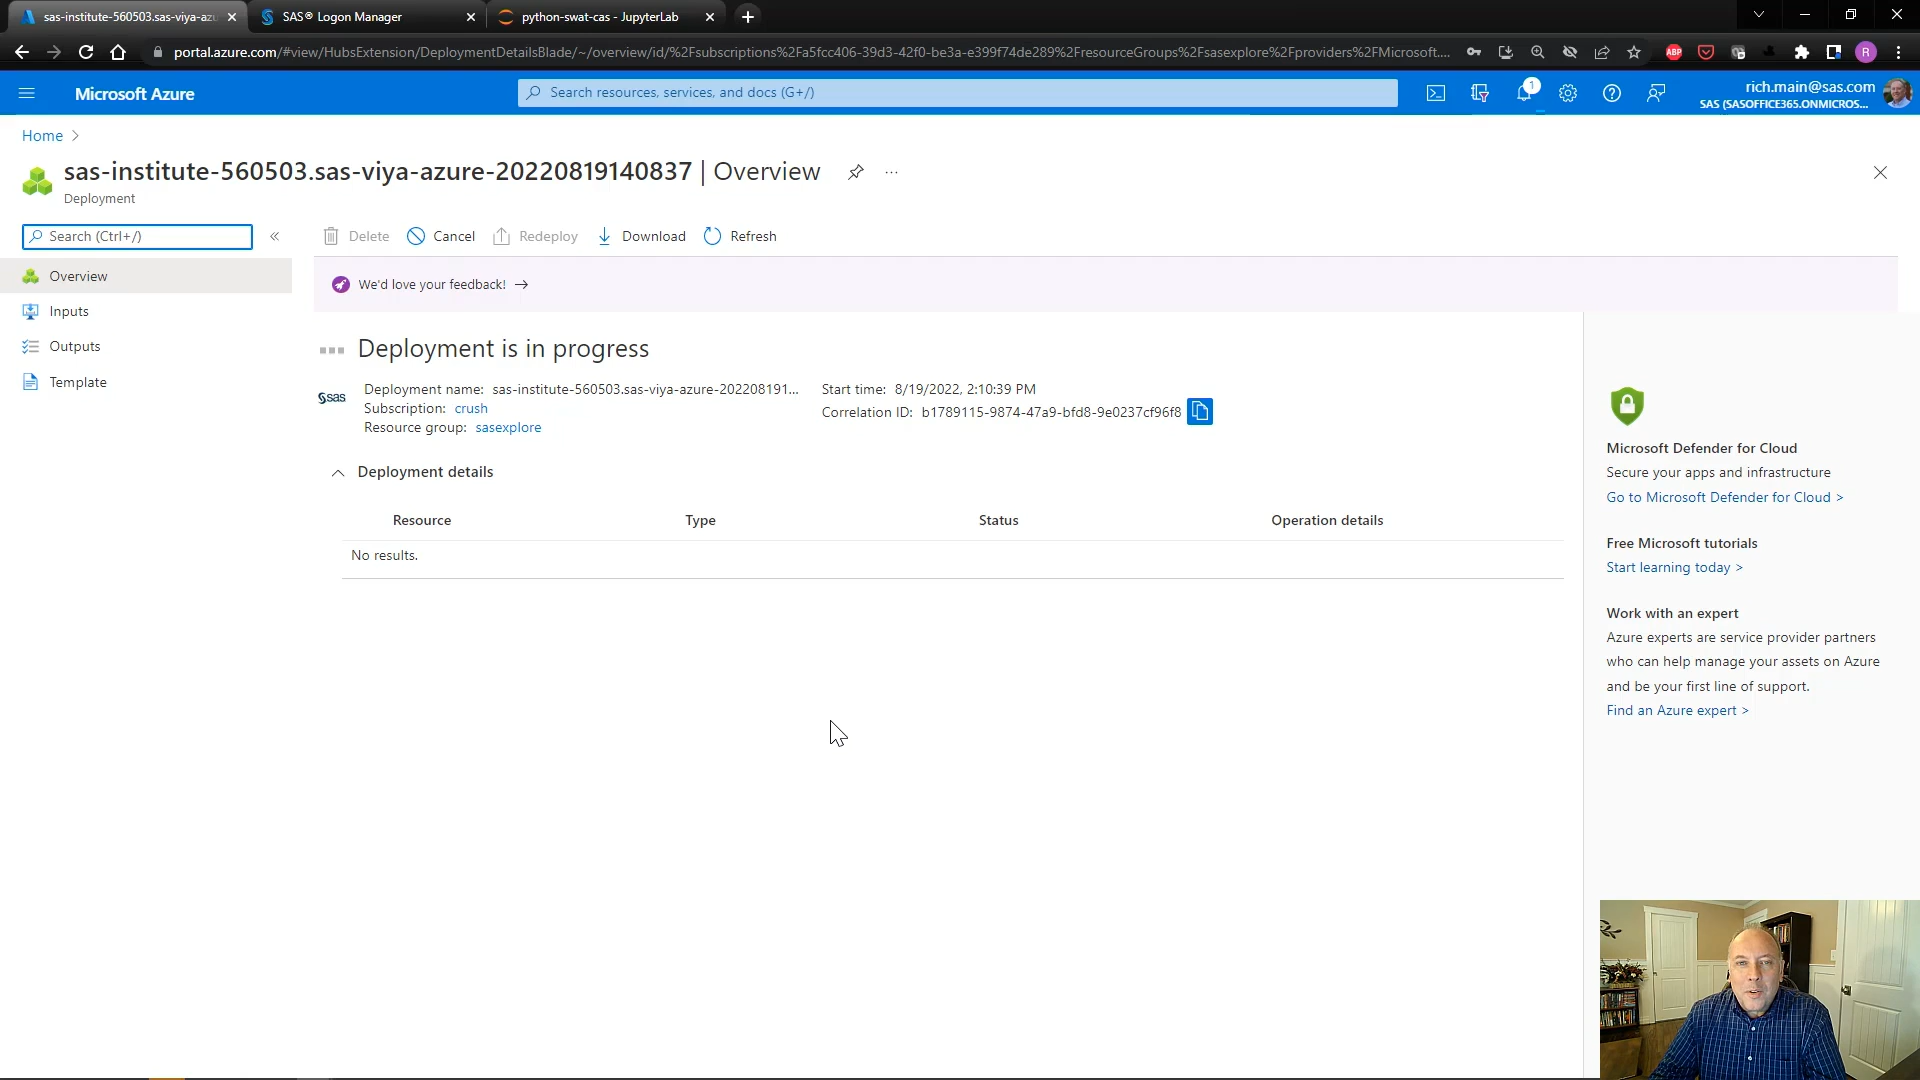 sas-institute-560503.sas-viya-azu
SAS® Logon Manager
python-swat-cas - JupyterLab
portal.azure.com/#view/HubsExtension/DeploymentDetailsBlade/~/overview/id/%2Fsubscriptions%2Fa5fcc406-39d3-42f0-be3a-e399f74de289%2FresourceGroups%2Fsasexplore%2Fproviders%2FMicrosoft....
ABP
R
Microsoft Azure
Search resources, services, and docs (G+/)
1
rich.main@sas.com
SAS (SASOFFICE365.ONMICROS...
Home
sas-institute-560503.sas-viya-azure-20220819140837 | Overview
...
Deployment
Search (Ctrl+/)
«
Delete
Cancel
Redeploy
Download
Refresh
Overview
Inputs
Outputs
Template
We'd love your feedback! →
Deployment is in progress
sas
Deployment name: sas-institute-560503.sas-viya-azure-202208191...
Subscription: crush
Resource group: sasexplore
Start time: 8/19/2022, 2:10:39 PM
Correlation ID: b1789115-9874-47a9-bfd8-9e0237cf96f8
Deployment details
Resource Type Status Operation details
No results.
Microsoft Defender for Cloud
Secure your apps and infrastructure
Go to Microsoft Defender for Cloud >
Free Microsoft tutorials
Start learning today >
Work with an expert
Azure experts are service provider partners
who can help manage your assets on Azure
and be your first line of support.
Find an Azure expert >